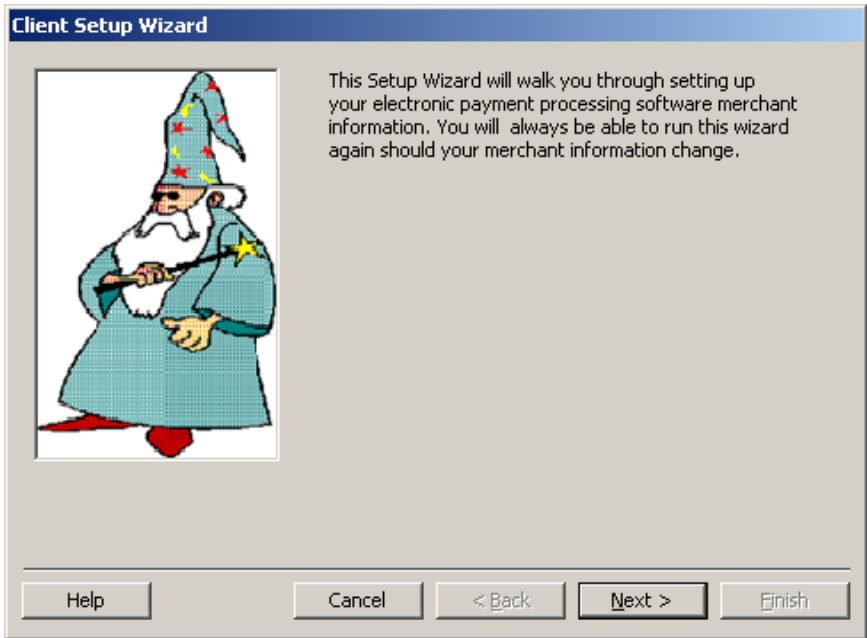 Client Setup Wizard
This Setup Wizard will walk you through setting up
your electronic payment processing software merchant
information. You will  always be able to run this wizard
again should your merchant information change.
Help
Cancel
< Back
Next >
Finish